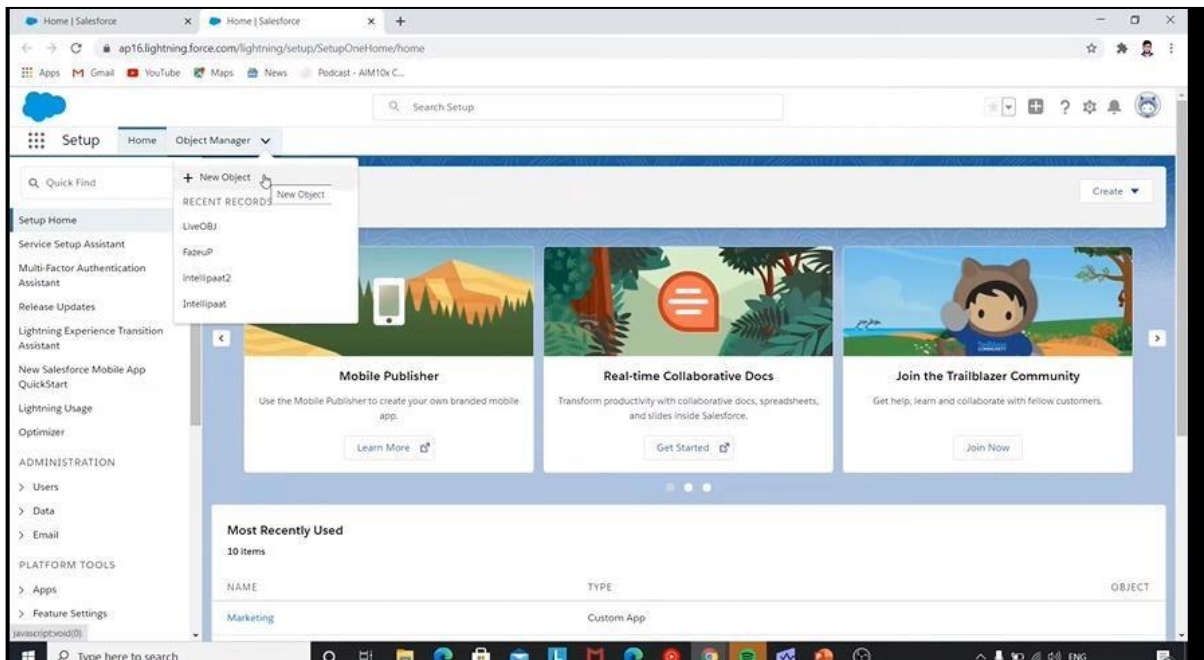 Home | Salesforce
Home | Salesforce
ap16.lightning.force.com/lightning/setup/SetupOneHome/home
Apps
Gmail
YouTube
Maps
News
Podcast - AIM10x C...
Search Setup
Setup
Home
Object Manager
Quick Find
New Object
New Object
RECENT RECORDS
LiveOBJ
FazeuP
intellipaat2
Intellipaat
Create
Setup Home
Service Setup Assistant
Multi-Factor Authentication
Assistant
Release Updates
Lightning Experience Transition
Assistant
New Salesforce Mobile App
QuickStart
Lightning Usage
Optimizer
ADMINISTRATION
Users
Data
Email
PLATFORM TOOLS
Apps
Feature Settings
javascript:void(0)
Mobile Publisher
Use the Mobile Publisher to create your own branded mobile
app.
Learn More
Real-time Collaborative Docs
Transform productivity with collaborative docs, spreadsheets,
and slides inside Salesforce.
Get Started
Join the Trailblazer Community
Get help, learn and collaborate with fellow customers.
Join Now
Most Recently Used
10 items
NAME TYPE OBJECT
Marketing Custom App
Type here to search
ENG